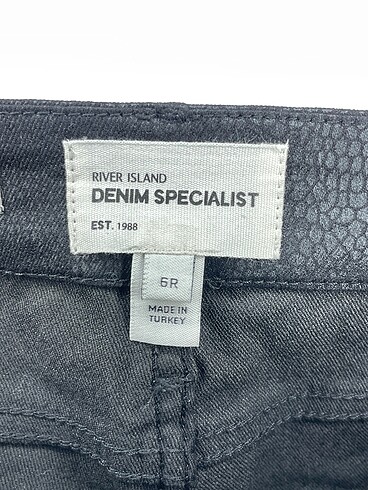 RIVER ISLAND
DENIM SPECIALIST
EST. 1988
6R
MADE IN
TURKEY